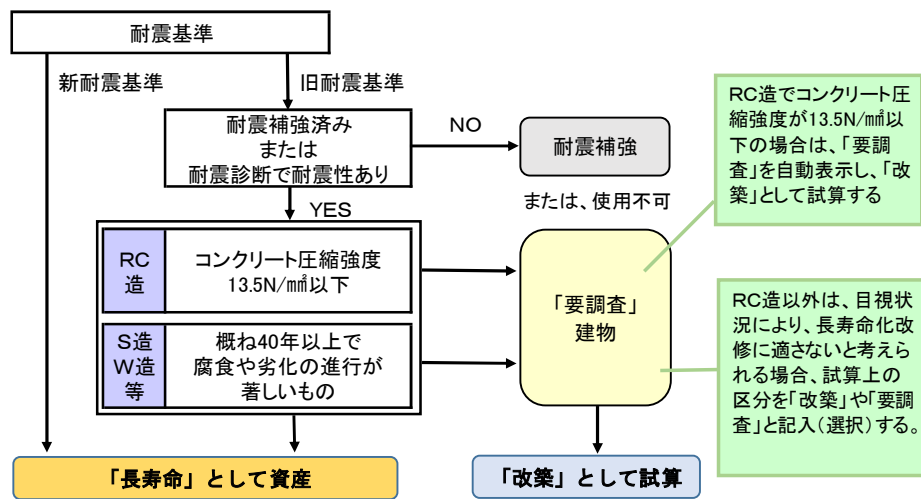 耐震基準
新耐震基準
旧耐震基準
耐震補強済み
または
耐震診断で耐震性あり
NO
耐震補強
または、使用不可
YES
RC
造
コンクリート圧縮強度
13.5N/㎟以下
S造
W造
等
概ね40年以上で
腐食や劣化の進行が
著しいもの
「要調査」
建物
RC造でコンクリート圧
縮強度が13.5N/㎟以
下の場合は、「要調
査」を自動表示し、「改
築」として試算する
RC造以外は、目視状
況により、長寿命化改
修に適さないと考えら
れる場合、試算上の
区分を「改築」や「要調
査」と記入(選択)する。
「長寿命」として資産
「改築」として試算